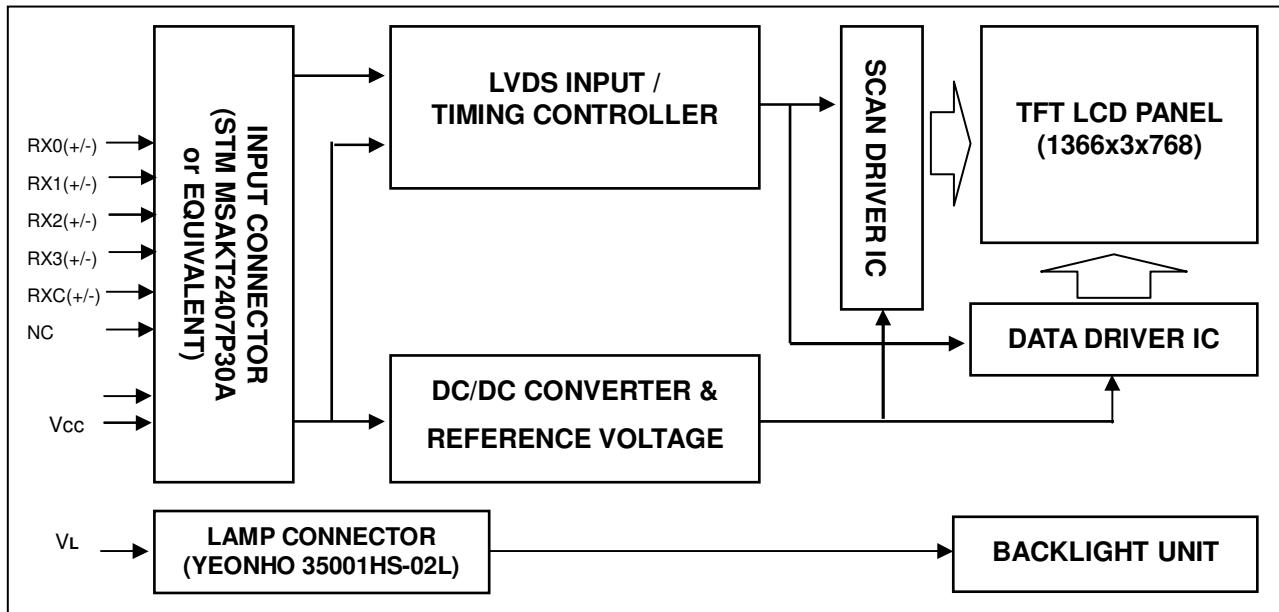 RX0(+/-)
RX1(+/-)
RX2(+/-)
RX3(+/-)
RXC(+/-)
NC
Vcc
VL
INPUT CONNECTOR
(STM MSAKT2407P30A
or EQUIVALENT)
LVDS INPUT /
TIMING CONTROLLER
SCAN DRIVER IC
TFT LCD PANEL
(1366x3x768)
DATA DRIVER IC
DC/DC CONVERTER &
REFERENCE VOLTAGE
LAMP CONNECTOR
(YEONHO 35001HS-02L)
BACKLIGHT UNIT